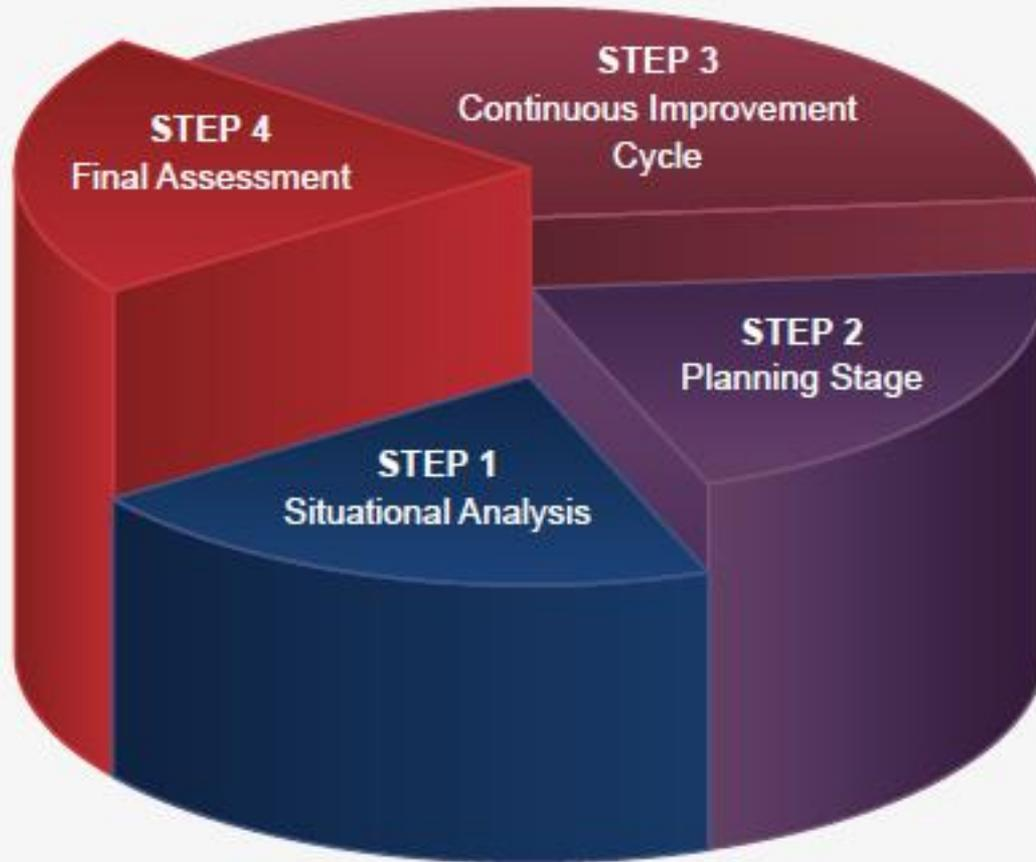 STEP 3
Continuous Improvement
Cycle
STEP 4
Final Assessment
STEP 2
Planning Stage
STEP 1
Situational Analysis